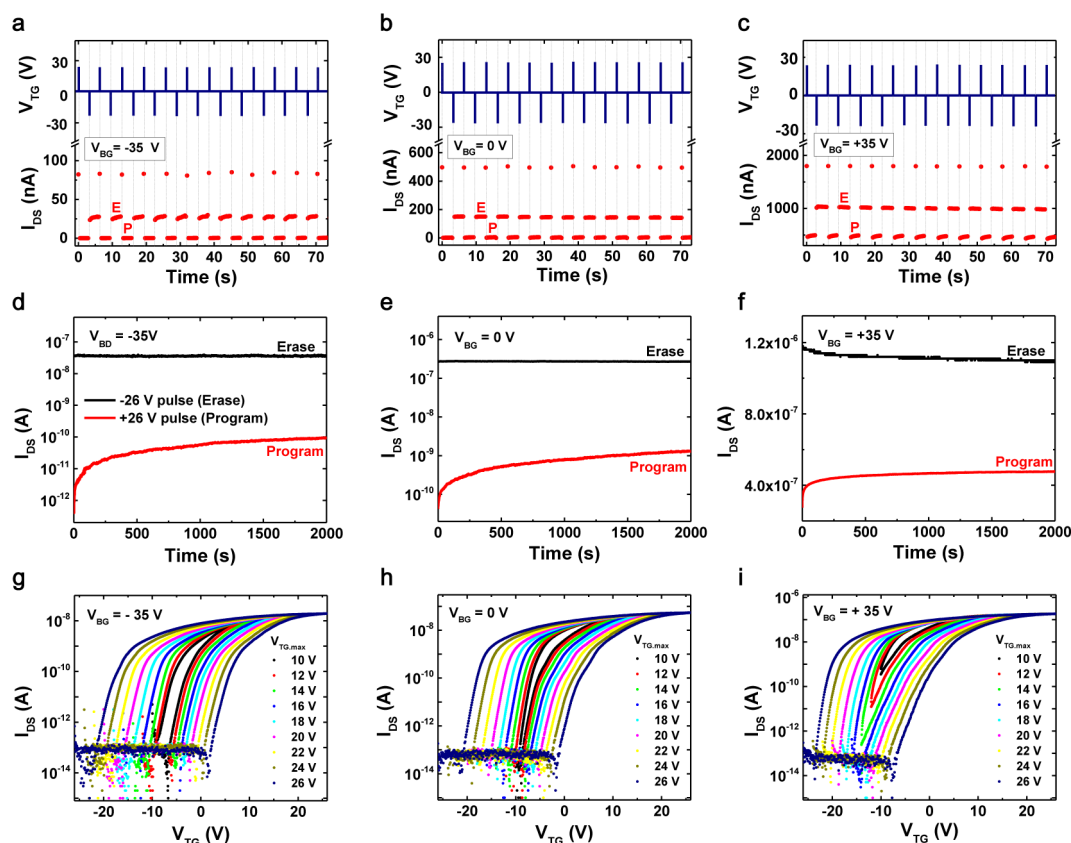 a
V_TG (V)
30
0
-30
V_BG= -35 V
I_DS (nA)
100
75
50
25
0
E
P
0 10 20 30 40 50 60 70
Time (s)
b
V_TG (V)
30
0
-30
V_BG= 0 V
I_DS (nA)
600
450
300
150
0
E
P
0 10 20 30 40 50 60 70
Time (s)
c
V_TG (V)
30
0
-30
V_BG= +35 V
I_DS (nA)
2000
1000
E
P
0 10 20 30 40 50 60 70
Time (s)
d
V_BD = -35V
Erase
-26 V pulse (Erase)
+26 V pulse (Program)
Program
I_DS (A)
10^-7
10^-8
10^-9
10^-10
10^-11
10^-12
0 500 1000 1500 2000
Time (s)
e
V_BG = 0 V
Erase
Program
I_DS (A)
10^-6
10^-7
10^-8
10^-9
10^-10
0 500 1000 1500 2000
Time (s)
f
V_BG = +35 V
Erase
Program
I_DS (A)
1.2x10^-6
8.0x10^-7
4.0x10^-7
0 500 1000 1500 2000
Time (s)
g
V_BG = - 35 V
I_DS (A)
10^-8
10^-10
10^-12
10^-14
V_TG.max
10 V
12 V
14 V
16 V
18 V
20 V
22 V
24 V
26 V
-20 -10 0 10 20
V_TG (V)
h
V_BG = 0 V
I_DS (A)
10^-8
10^-10
10^-12
10^-14
V_TG.max
10 V
12 V
14 V
16 V
18 V
20 V
22 V
24 V
26 V
-20 -10 0 10 20
V_TG (V)
i
V_BG = + 35 V
I_DS (A)
10^-6
10^-8
10^-10
10^-12
10^-14
V_TG.max
10 V
12 V
14 V
16 V
18 V
20 V
22 V
24 V
26 V
-20 -10 0 10 20
V_TG (V)